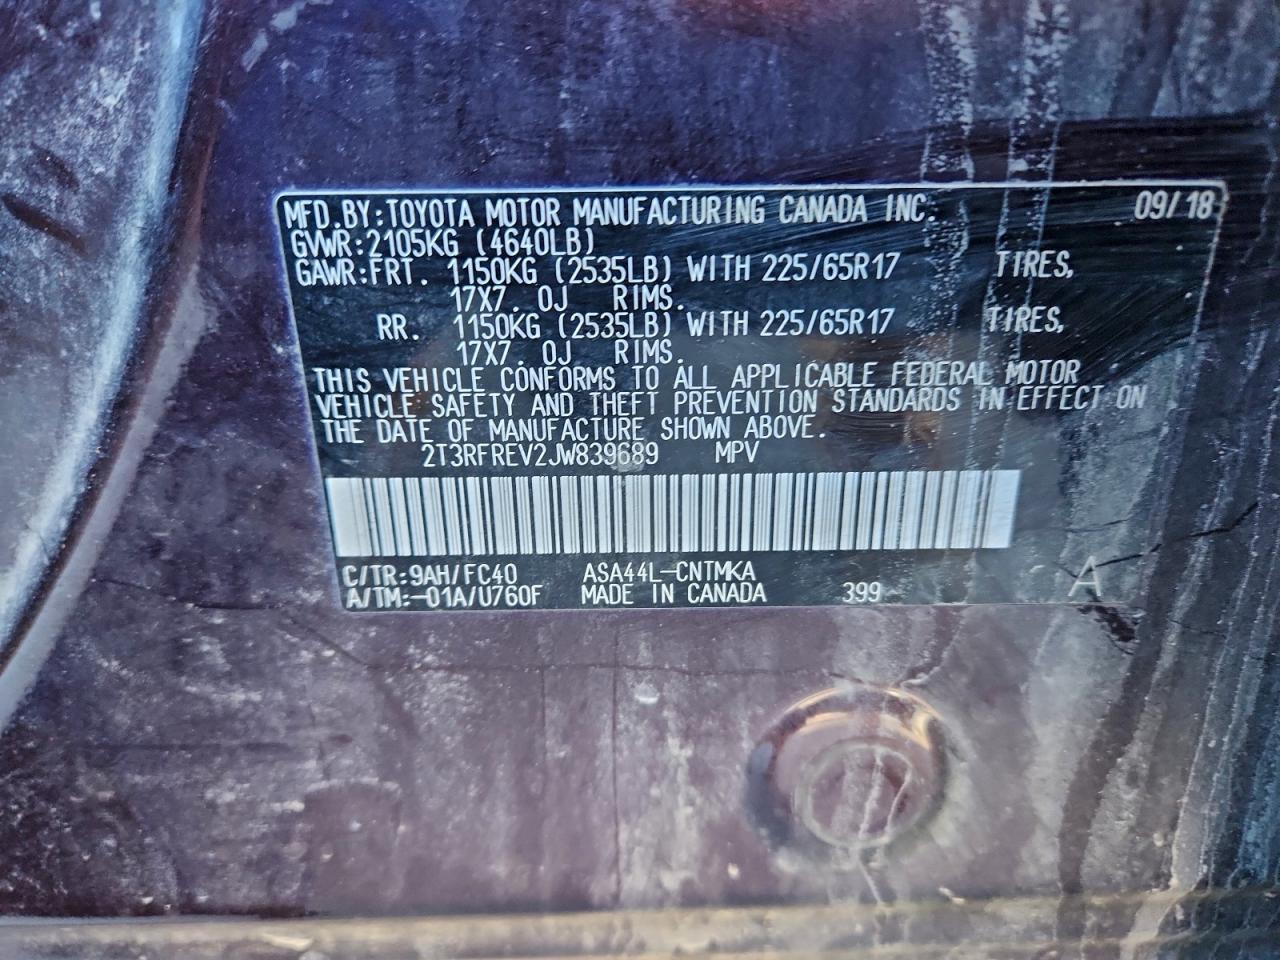 MFD.BY:TOYOTA MOTOR MANUFACTURING CANADA INC. 09/18
GVWR:2105KG (4640LB)
GAWR:FRT. 1150KG (2535LB) WITH 225/65R17 TIRES,
17X7.0J RIMS.
RR. 1150KG (2535LB) WITH 225/65R17 TIRES,
17X7.0J RIMS.
THIS VEHICLE CONFORMS TO ALL APPLICABLE FEDERAL MOTOR
VEHICLE SAFETY AND THEFT PREVENTION STANDARDS IN EFFECT ON
THE DATE OF MANUFACTURE SHOWN ABOVE.
2T3RFREV2JW839689 MPV
C/TR:9AH/FC40 ASA44L-CNTMKA
A/TM:-01A/U760F MADE IN CANADA 399 A